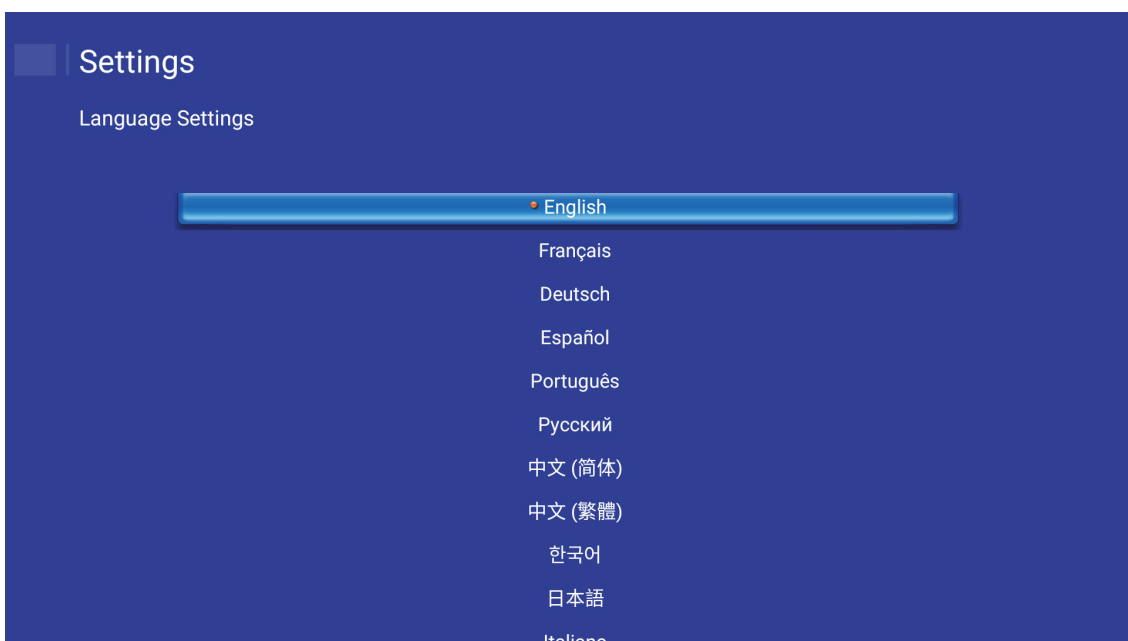 Settings
Language Settings
English
Français
Deutsch
Español
Português
Русский
中文 (简体)
中文 (繁體)
한국어
日本語